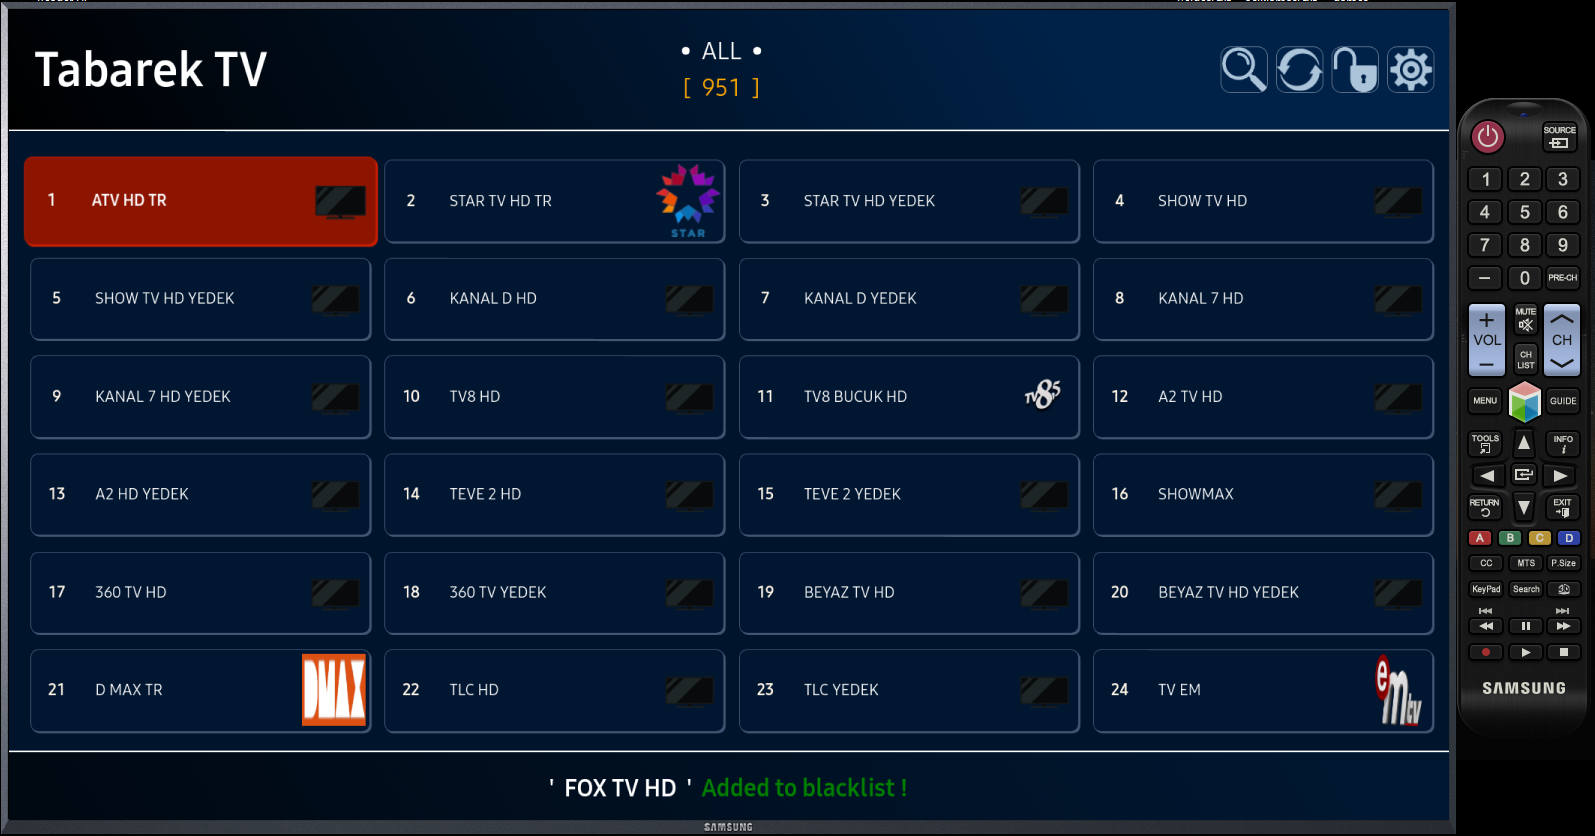 Tabarek TV
• ALL •
[ 951 ]
1 ATV HD TR
2 STAR TV HD TR
STAR
3 STAR TV HD YEDEK
4 SHOW TV HD
5 SHOW TV HD YEDEK
6 KANAL D HD
7 KANAL D YEDEK
8 KANAL 7 HD
9 KANAL 7 HD YEDEK
10 TV8 HD
11 TV8 BUCUK HD
TV8,5
12 A2 TV HD
13 A2 HD YEDEK
14 TEVE 2 HD
15 TEVE 2 YEDEK
16 SHOWMAX
17 360 TV HD
18 360 TV YEDEK
19 BEYAZ TV HD
20 BEYAZ TV HD YEDEK
21 D MAX TR
DMAX
22 TLC HD
23 TLC YEDEK
24 TV EM
emtv
' FOX TV HD ' Added to blacklist !
SAMSUNG
SOURCE
1 2 3
4 5 6
7 8 9
– 0 PRE-CH
+ MUTE
VOL CH
– CH LIST
MENU GUIDE
TOOLS INFO
i
RETURN EXIT
A B C D
CC MTS P.Size
KeyPad Search 3D
SAMSUNG